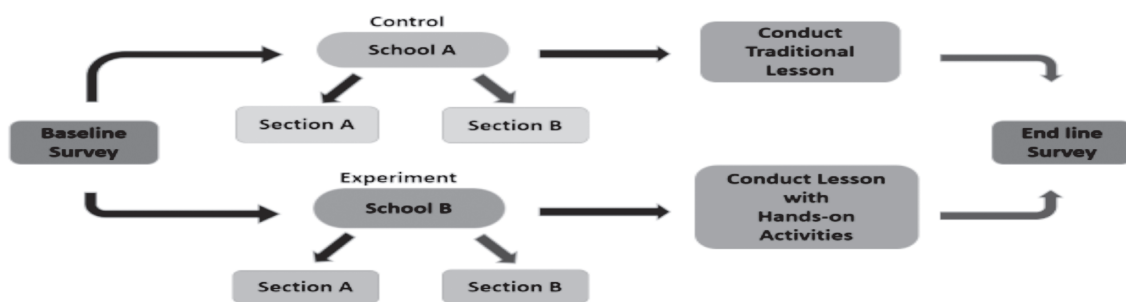 Control
School A
Section A
Section B
Conduct
Traditional
Lesson
Baseline
Survey
End line
Survey
Experiment
School B
Section A
Section B
Conduct Lesson
with
Hands-on
Activities